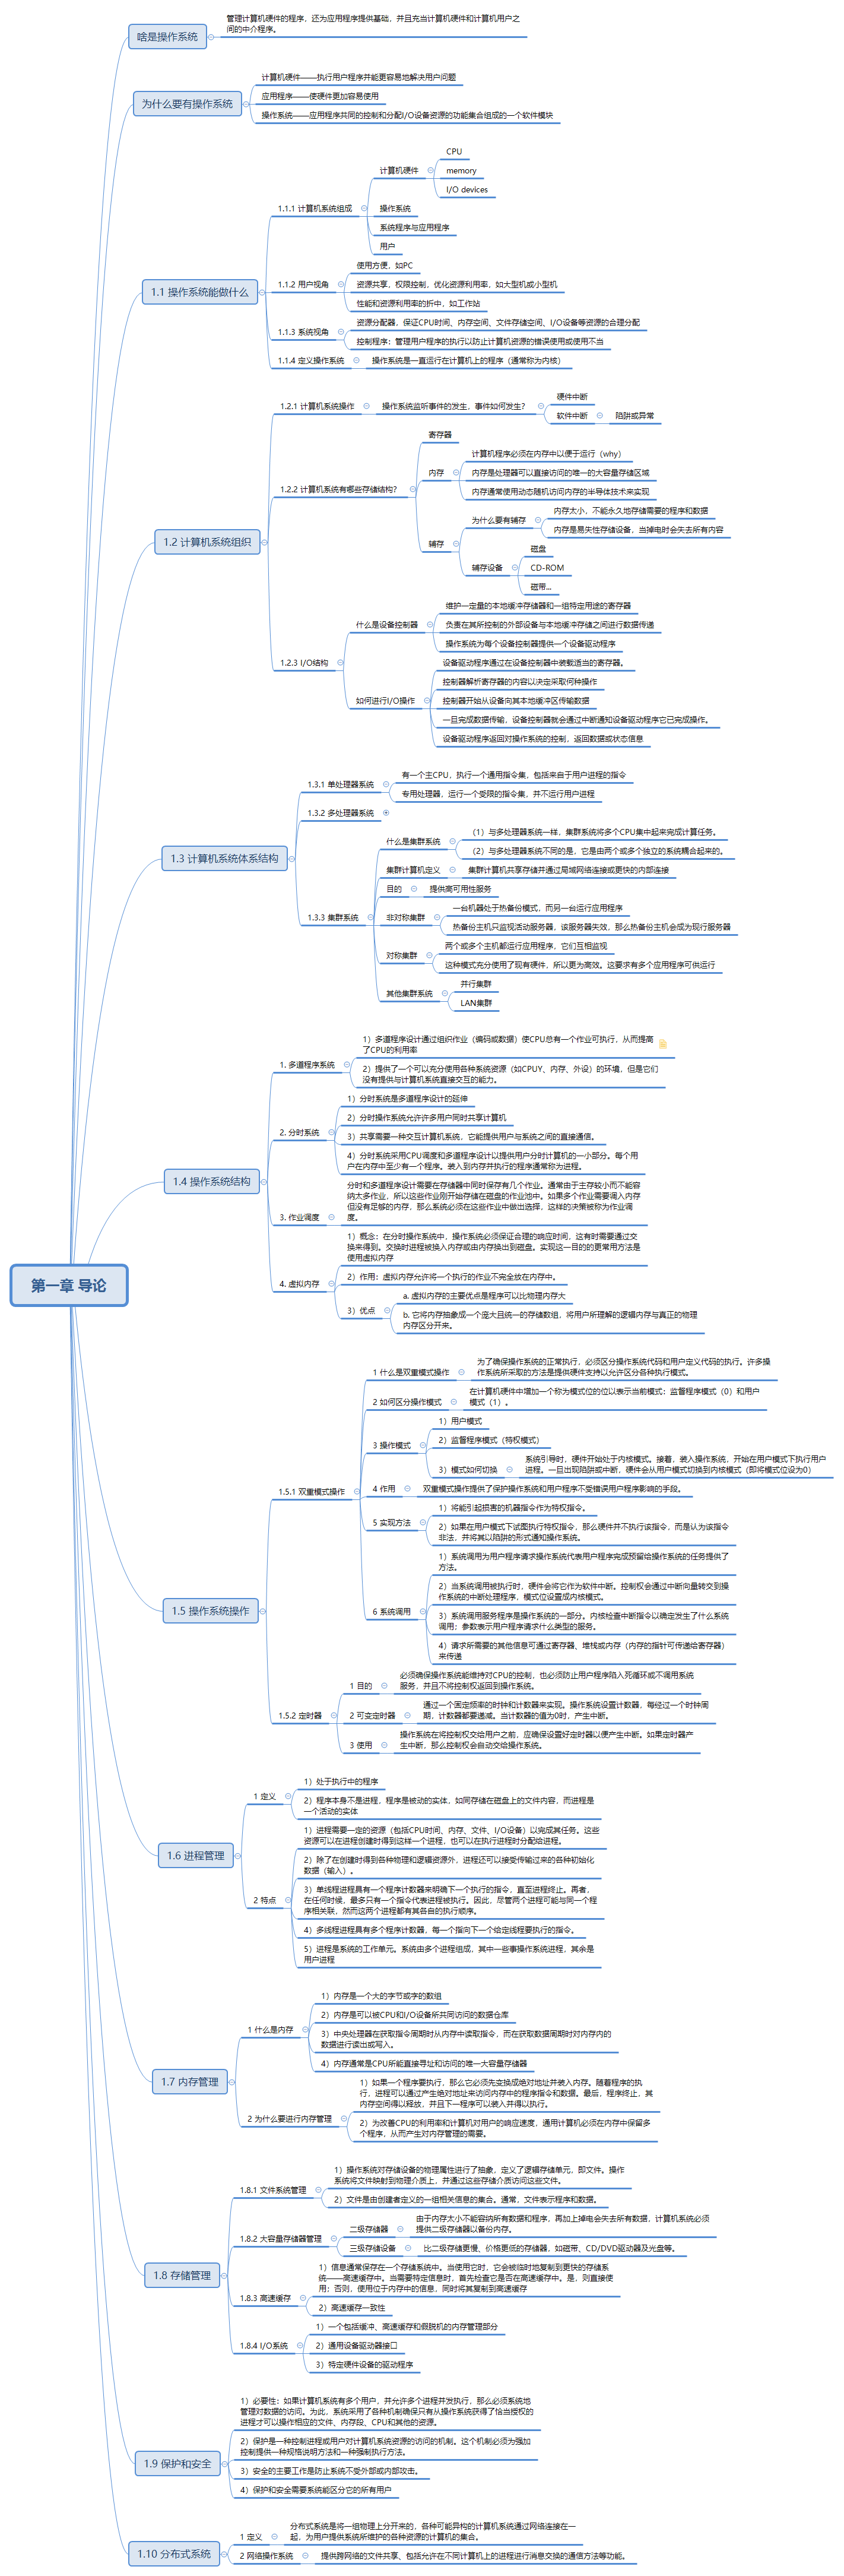 啥是操作系统
管理计算机硬件的程序，还为应用程序提供基础，并且充当计算机硬件和计算机用户之
间的中介程序。
为什么要有操作系统
计算机硬件——执行用户程序并能更容易地解决用户问题
应用程序——使硬件更加容易使用
操作系统——应用程序共同的控制和分配I/O设备资源的功能集合组成的一个软件模块
1.1 操作系统能做什么
1.1.1 计算机系统组成
计算机硬件
CPU
memory
I/O devices
操作系统
系统程序与应用程序
用户
1.1.2 用户视角
使用方便，如PC
资源共享，权限控制，优化资源利用率，如大型机或小型机
性能和资源利用率的折中，如工作站
1.1.3 系统视角
资源分配器，保证CPU时间、内存空间、文件存储空间、I/O设备等资源的合理分配
控制程序：管理用户程序的执行以防止计算机资源的错误使用或使用不当
1.1.4 定义操作系统
操作系统是一直运行在计算机上的程序（通常称为内核）
1.2 计算机系统组织
1.2.1 计算机系统操作
操作系统监听事件的发生，事件如何发生？
硬件中断
软件中断
陷阱或异常
1.2.2 计算机系统有哪些存储结构？
寄存器
内存
计算机程序必须在内存中以便于运行（why）
内存是处理器可以直接访问的唯一的大容量存储区域
内存通常使用动态随机访问内存的半导体技术来实现
辅存
为什么要有辅存
内存太小，不能永久地存储需要的程序和数据
内存是易失性存储设备，当掉电时会失去所有内容
辅存设备
磁盘
CD-ROM
磁带...
1.2.3 I/O结构
什么是设备控制器
维护一定量的本地缓冲存储器和一组特定用途的寄存器
负责在其所控制的外部设备与本地缓冲存储之间进行数据传递
操作系统为每个设备控制器提供一个设备驱动程序
如何进行I/O操作
设备驱动程序通过在设备控制器中装载适当的寄存器。
控制器解析寄存器的内容以决定采取何种操作
控制器开始从设备向其本地缓冲区传输数据
一旦完成数据传输，设备控制器就会通过中断通知设备驱动程序它已完成操作。
设备驱动程序返回对操作系统的控制，返回数据或状态信息
1.3 计算机系统体系结构
1.3.1 单处理器系统
有一个主CPU，执行一个通用指令集，包括来自于用户进程的指令
专用处理器，运行一个受限的指令集，并不运行用户进程
1.3.2 多处理器系统
1.3.3 集群系统
什么是集群系统
（1）与多处理器系统一样，集群系统将多个CPU集中起来完成计算任务。
（2）与多处理器系统不同的是，它是由两个或多个独立的系统耦合起来的。
集群计算机定义
集群计算机共享存储并通过局域网络连接或更快的内部连接
目的
提供高可用性服务
非对称集群
一台机器处于热备份模式，而另一台运行应用程序
热备份主机只监视活动服务器，该服务器失效，那么热备份主机会成为现行服务器
对称集群
两个或多个主机都运行应用程序，它们互相监视
这种模式充分使用了现有硬件，所以更为高效。这要求有多个应用程序可供运行
其他集群系统
并行集群
LAN集群
第一章 导论
1.4 操作系统结构
1. 多道程序系统
1）多道程序设计通过组织作业（编码或数据）使CPU总有一个作业可执行，从而提高
了CPU的利用率
2）提供了一个可以充分使用各种系统资源（如CPUY、内存、外设）的环境，但是它们
没有提供与计算机系统直接交互的能力。
2. 分时系统
1）分时系统是多道程序设计的延伸
2）分时操作系统允许许多用户同时共享计算机
3）共享需要一种交互计算机系统，它能提供用户与系统之间的直接通信。
4）分时系统采用CPU调度和多道程序设计以提供用户分时计算机的一小部分。每个用
户在内存中至少有一个程序。装入到内存并执行的程序通常称为进程。
3. 作业调度
分时和多道程序设计需要在存储器中同时保存有几个作业。通常由于主存较小而不能容
纳太多作业，所以这些作业刚开始存储在磁盘的作业池中。如果多个作业需要调入内存
但没有足够的内存，那么系统必须在这些作业中做出选择，这样的决策被称为作业调
度。
4. 虚拟内存
1）概念：在分时操作系统中，操作系统必须保证合理的响应时间，这有时需要通过交
换来得到。交换时进程被换入内存或由内存换出到磁盘。实现这一目的的更常用方法是
使用虚拟内存
2）作用：虚拟内存允许将一个执行的作业不完全放在内存中。
3）优点
a. 虚拟内存的主要优点是程序可以比物理内存大
b. 它将内存抽象成一个庞大且统一的存储数组，将用户所理解的逻辑内存与真正的物理
内存区分开来。
1.5 操作系统操作
1.5.1 双重模式操作
1 什么是双重模式操作
为了确保操作系统的正常执行，必须区分操作系统代码和用户定义代码的执行。许多操
作系统所采取的方法是提供硬件支持以允许区分各种执行模式。
2 如何区分操作模式
在计算机硬件中增加一个称为模式位的位以表示当前模式：监督程序模式（0）和用户
模式（1）。
3 操作模式
1）用户模式
2）监督程序模式（特权模式）
3）模式如何切换
系统引导时，硬件开始处于内核模式。接着，装入操作系统，开始在用户模式下执行用户
进程。一旦出现陷阱或中断，硬件会从用户模式切换到内核模式（即将模式位设为0）
4 作用
双重模式操作提供了保护操作系统和用户程序不受错误用户程序影响的手段。
5 实现方法
1）将能引起损害的机器指令作为特权指令。
2）如果在用户模式下试图执行特权指令，那么硬件并不执行该指令，而是认为该指令
非法，并将其以陷阱的形式通知操作系统。
6 系统调用
1）系统调用为用户程序请求操作系统代表用户程序完成预留给操作系统的任务提供了
方法。
2）当系统调用被执行时，硬件会将它作为软件中断。控制权会通过中断向量转交到操
作系统的中断处理程序，模式位设置成内核模式。
3）系统调用服务程序是操作系统的一部分。内核检查中断指令以确定发生了什么系统
调用；参数表示用户程序请求什么类型的服务。
4）请求所需要的其他信息可通过寄存器、堆栈或内存（内存的指针可传递给寄存器）
来传递
1.5.2 定时器
1 目的
必须确保操作系统能维持对CPU的控制，也必须防止用户程序陷入死循环或不调用系统
服务，并且不将控制权返回到操作系统。
2 可变定时器
通过一个固定频率的时钟和计数器来实现。操作系统设置计数器，每经过一个时钟周
期，计数器都要递减。当计数器的值为0时，产生中断。
3 使用
操作系统在将控制权交给用户之前，应确保设置好定时器以便产生中断。如果定时器产
生中断，那么控制权会自动交给操作系统。
1.6 进程管理
1 定义
1）处于执行中的程序
2）程序本身不是进程，程序是被动的实体，如同存储在磁盘上的文件内容，而进程是
一个活动的实体
2 特点
1）进程需要一定的资源（包括CPU时间、内存、文件、I/O设备）以完成其任务。这些
资源可以在进程创建时得到这样一个进程，也可以在执行进程时分配给进程。
2）除了在创建时得到各种物理和逻辑资源外，进程还可以接受传输过来的各种初始化
数据（输入）。
3）单线程进程具有一个程序计数器来明确下一个执行的指令，直至进程终止。再者，
在任何时候，最多只有一个指令代表进程被执行。因此，尽管两个进程可能与同一个程
序相关联，然而这两个进程都有其各自的执行顺序。
4）多线程进程具有多个程序计数器，每一个指向下一个给定线程要执行的指令。
5）进程是系统的工作单元。系统由多个进程组成，其中一些事操作系统进程，其余是
用户进程
1.7 内存管理
1 什么是内存
1）内存是一个大的字节或字的数组
2）内存是可以被CPU和I/O设备所共同访问的数据仓库
3）中央处理器在获取指令周期时从内存中读取指令，而在获取数据周期时对内存内的
数据进行读出或写入。
4）内存通常是CPU所能直接寻址和访问的唯一大容量存储器
2 为什么要进行内存管理
1）如果一个程序要执行，那么它必须先变换成绝对地址并装入内存。随着程序的执
行，进程可以通过产生绝对地址来访问内存中的程序指令和数据。最后，程序终止，其
内存空间得以释放，并且下一程序可以装入并得以执行。
2）为改善CPU的利用率和计算机对用户的响应速度，通用计算机必须在内存中保留多
个程序，从而产生对内存管理的需要。
1.8 存储管理
1.8.1 文件系统管理
1）操作系统对存储设备的物理属性进行了抽象，定义了逻辑存储单元，即文件。操作
系统将文件映射到物理介质上，并通过这些存储介质访问这些文件。
2）文件是由创建者定义的一组相关信息的集合。通常，文件表示程序和数据。
1.8.2 大容量存储器管理
二级存储器
由于内存太小不能容纳所有数据和程序，再加上掉电会失去所有数据，计算机系统必须
提供二级存储器以备份内存。
三级存储设备
比二级存储更慢、价格更低的存储器，如磁带、CD/DVD驱动器及光盘等。
1.8.3 高速缓存
1）信息通常保存在一个存储系统中。当使用它时，它会被临时地复制到更快的存储系
统——高速缓存中。当需要特定信息时，首先检查它是否在高速缓存中。是，则直接使
用；否则，使用位于内存中的信息，同时将其复制到高速缓存
2）高速缓存一致性
1.8.4 I/O系统
1）一个包括缓冲、高速缓存和假脱机的内存管理部分
2）通用设备驱动器接口
3）特定硬件设备的驱动程序
1.9 保护和安全
1）必要性：如果计算机系统有多个用户，并允许多个进程并发执行，那么必须系统地
管理对数据的访问。为此，系统采用了各种机制确保只有从操作系统获得了恰当授权的
进程才可以操作相应的文件、内存段、CPU和其他的资源。
2）保护是一种控制进程或用户对计算机系统资源的访问的机制。这个机制必须为强加
控制提供一种规格说明方法和一种强制执行方法。
3）安全的主要工作是防止系统不受外部或内部攻击。
4）保护和安全需要系统能区分它的所有用户
1.10 分布式系统
1 定义
分布式系统是将一组物理上分开来的，各种可能异构的计算机系统通过网络连接在一
起，为用户提供系统所维护的各种资源的计算机的集合。
2 网络操作系统
提供跨网络的文件共享、包括允许在不同计算机上的进程进行消息交换的通信方法等功能。